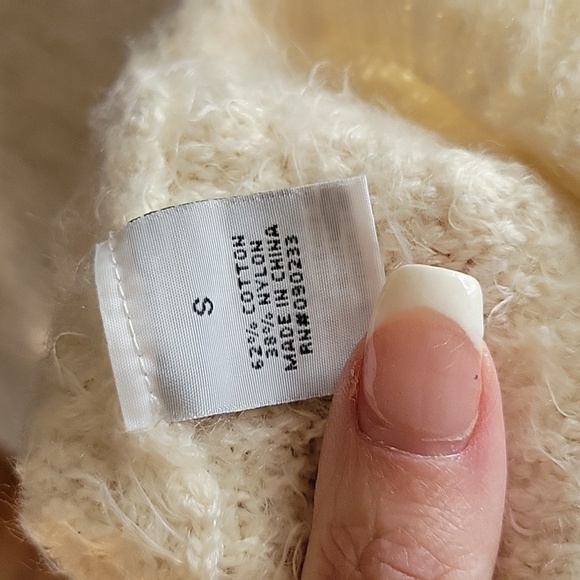 S
62% COTTON
38% NYLON
MADE IN CHINA
RN#090233